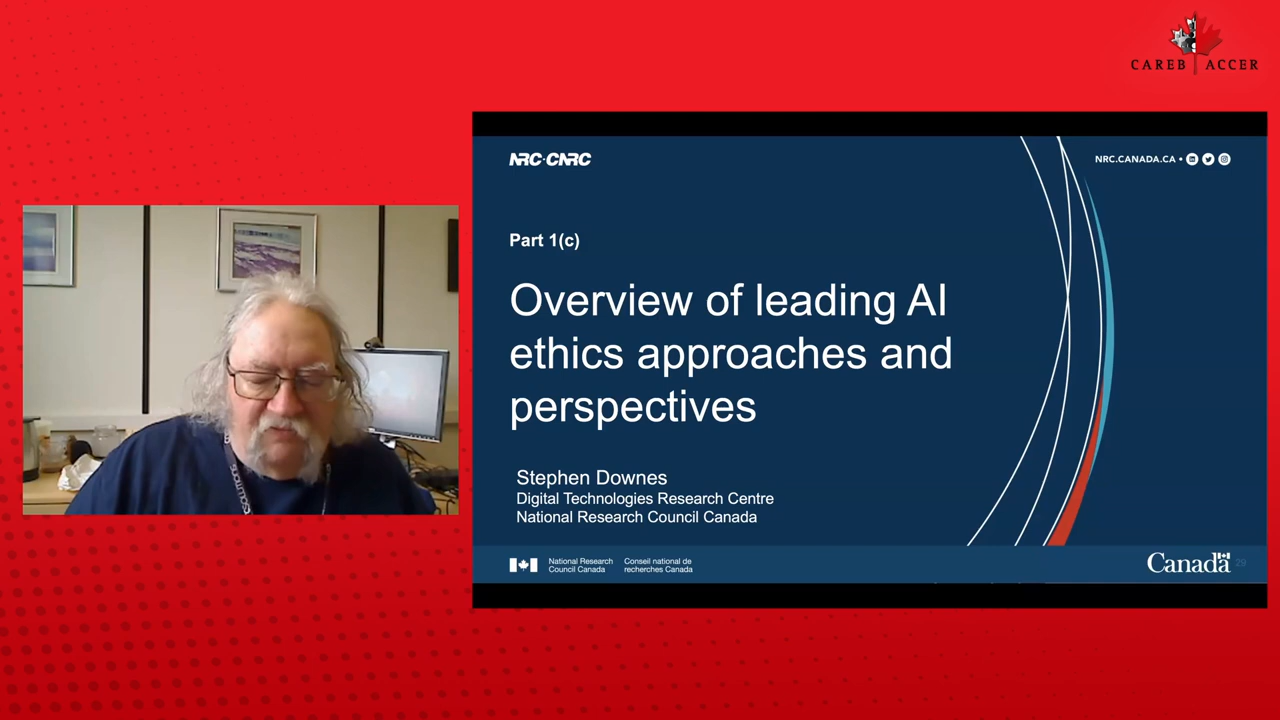 CAREB ACCER
NRC·CNRC
NRC.CANADA.CA •
Part 1(c)
Overview of leading AI
ethics approaches and
perspectives
Stephen Downes
Digital Technologies Research Centre
National Research Council Canada
National Research Conseil national de
Council Canada recherches Canada
Canada
29